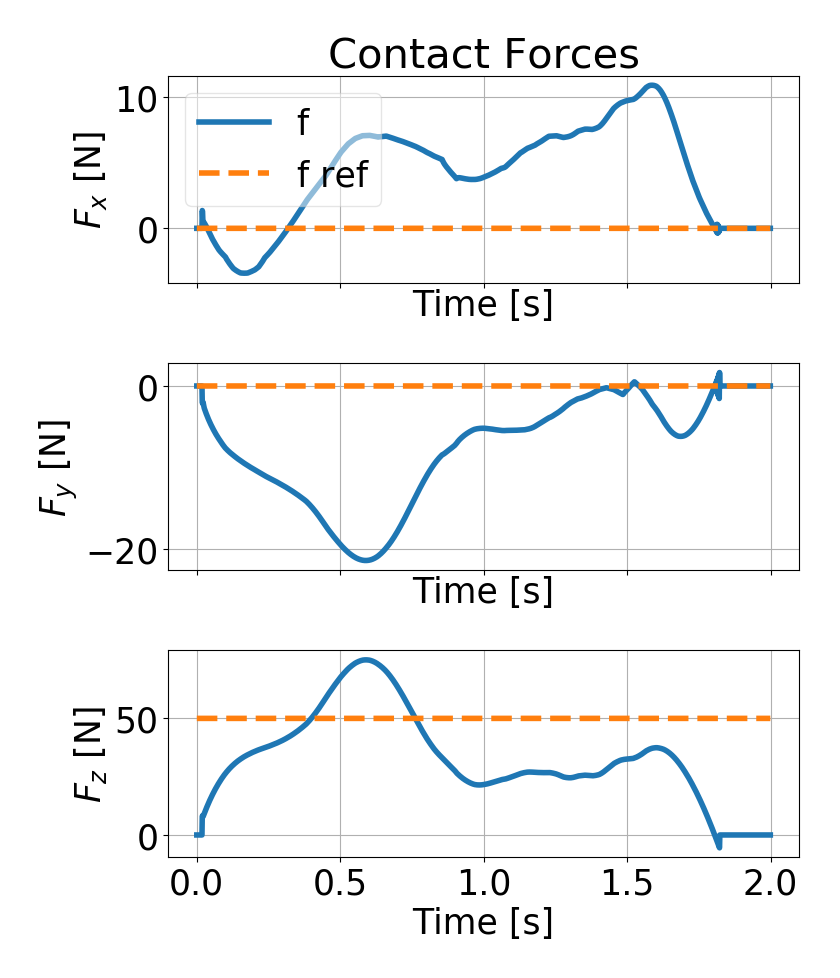 Contact Forces
10
0
F_x [N]
f
f ref
Time [s]
0
−20
F_y [N]
Time [s]
50
0
F_z [N]
0.0 0.5 1.0 1.5 2.0
Time [s]